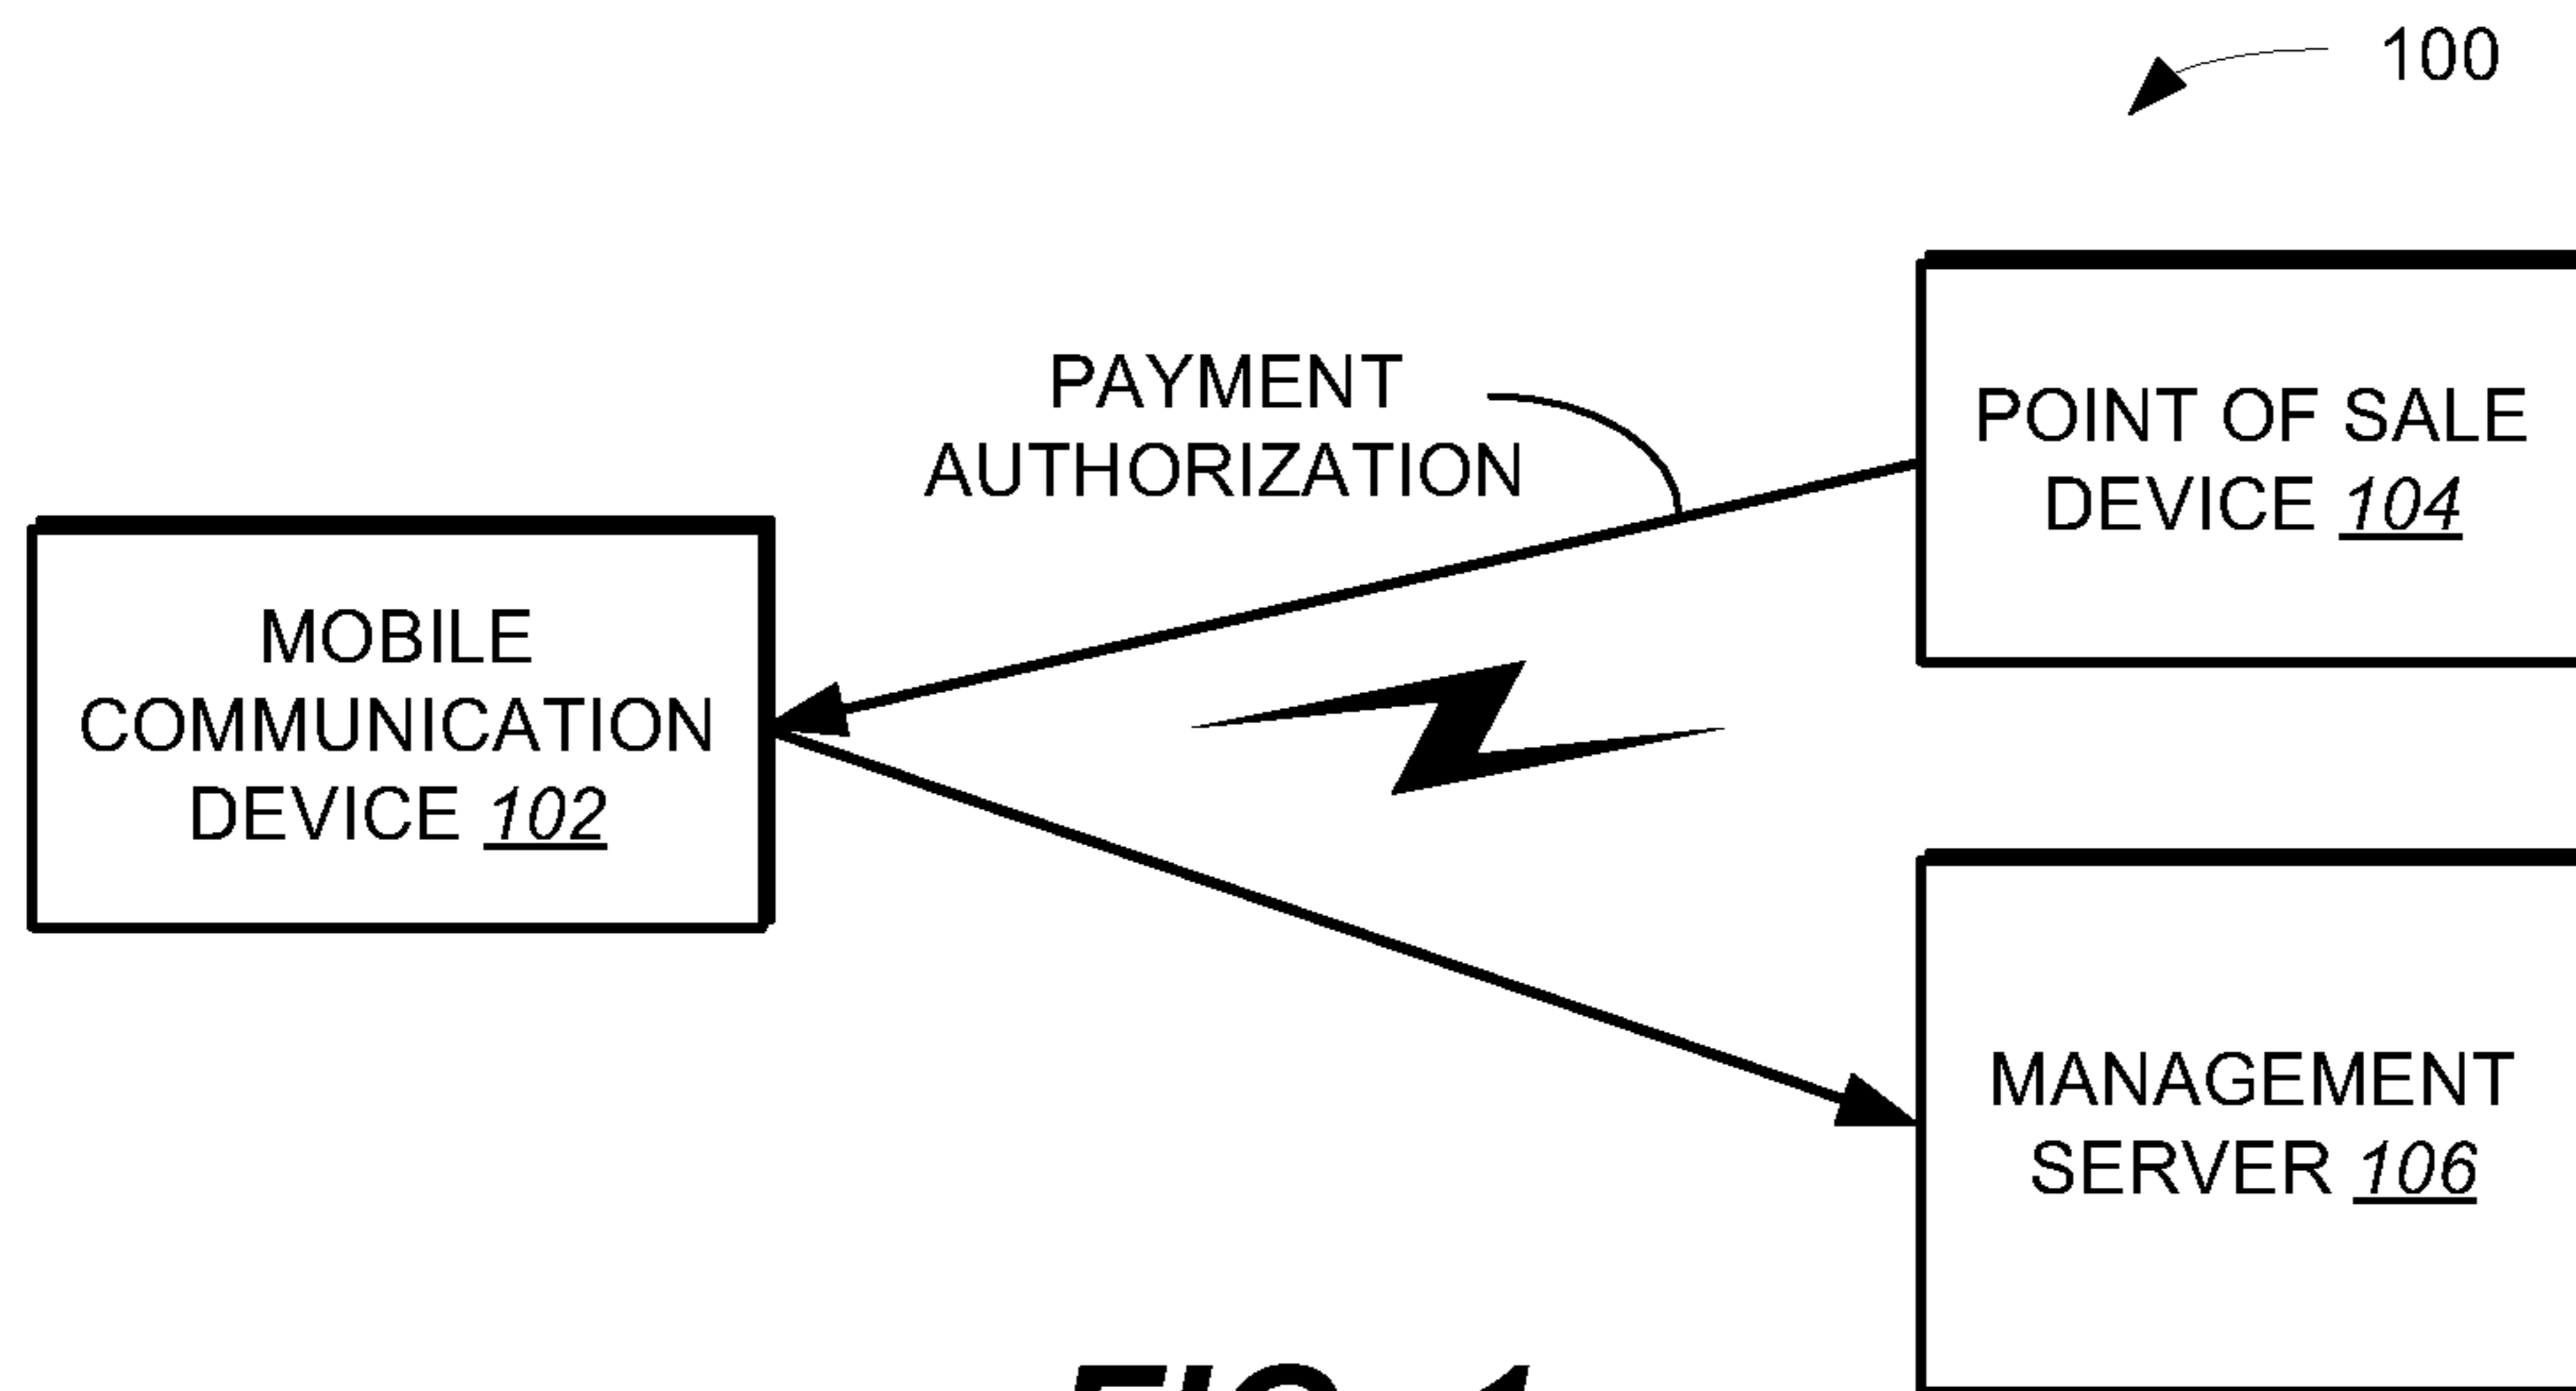 100
PAYMENT
AUTHORIZATION
POINT OF SALE
DEVICE 104
MOBILE
COMMUNICATION
DEVICE 102
MANAGEMENT
SERVER 106